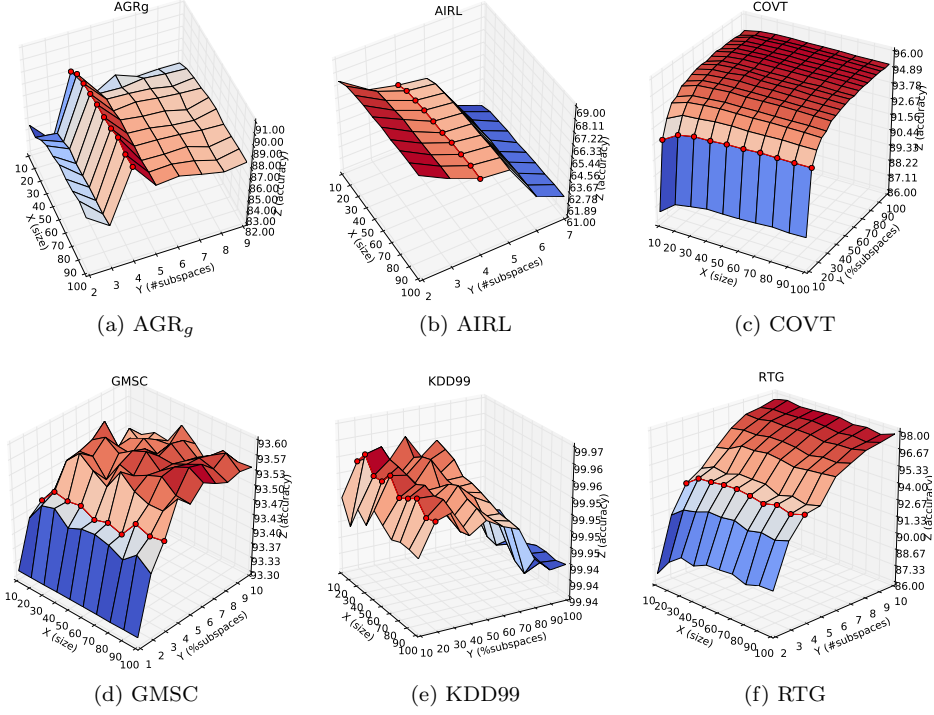 AGRg
91.00
90.00
89.00
88.00
87.00
86.00
85.00
84.00
83.00
82.00
Z (accuracy)
10
20
30
40
50
60
70
80
90
100
X (size)
2 3 4 5 6 7 8 9
Y (#subspaces)
(a) AGRg
AIRL
69.00
68.11
67.22
66.33
65.44
64.56
63.67
62.78
61.89
61.00
Z (accuracy)
10
20
30
40
50
60
70
80
90
100
X (size)
2 3 4 5 6 7
Y (#subspaces)
(b) AIRL
COVT
96.00
94.89
93.78
92.67
91.56
90.44
89.33
88.22
87.11
86.00
Z (accuracy)
10 20 30 40 50 60 70 80 90 100
X (size)
10 20 30 40 50 60 70 80 90 100
Y (%subspaces)
(c) COVT
GMSC
93.60
93.57
93.53
93.50
93.47
93.43
93.40
93.37
93.33
93.30
Z (accuracy)
10 20 30 40 50 60 70 80 90 100
X (size)
1 2 3 4 5 6 7 8 9 10
Y (%subspaces)
(d) GMSC
KDD99
99.97
99.96
99.96
99.95
99.95
99.95
99.95
99.94
99.94
Z (accuracy)
10
20
30
40
50
60
70
80
90
100
X (size)
10 20 30 40 50 60 70 80 90 100
Y (%subspaces)
(e) KDD99
RTG
98.00
96.67
95.33
94.00
92.67
91.33
90.00
88.67
87.33
86.00
Z (accuracy)
10 20 30 40 50 60 70 80 90 100
X (size)
2 3 4 5 6 7 8 9 10
Y (#subspaces)
(f) RTG